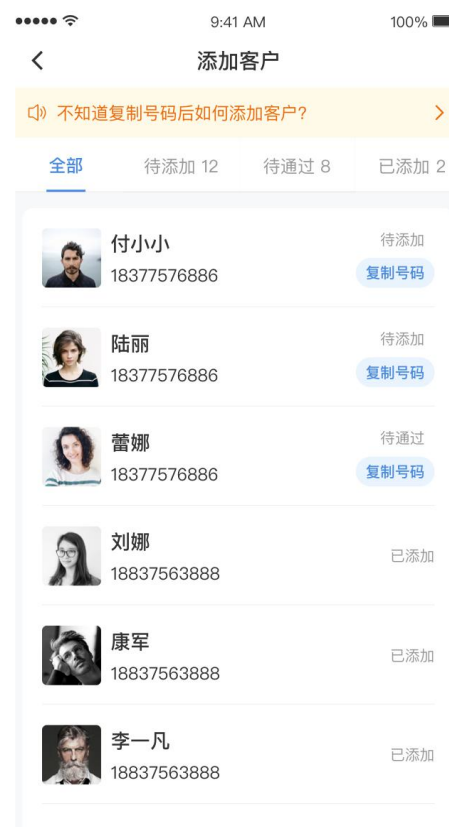 9:41 AM 100%
添加客户
不知道复制号码后如何添加客户?
全部 待添加 12 待通过 8 已添加 2
付小小 待添加
18377576886 复制号码
陆丽 待添加
18377576886 复制号码
蕾娜 待通过
18377576886 复制号码
刘娜
18837563888 已添加
康军
18837563888 已添加
李一凡
18837563888 已添加